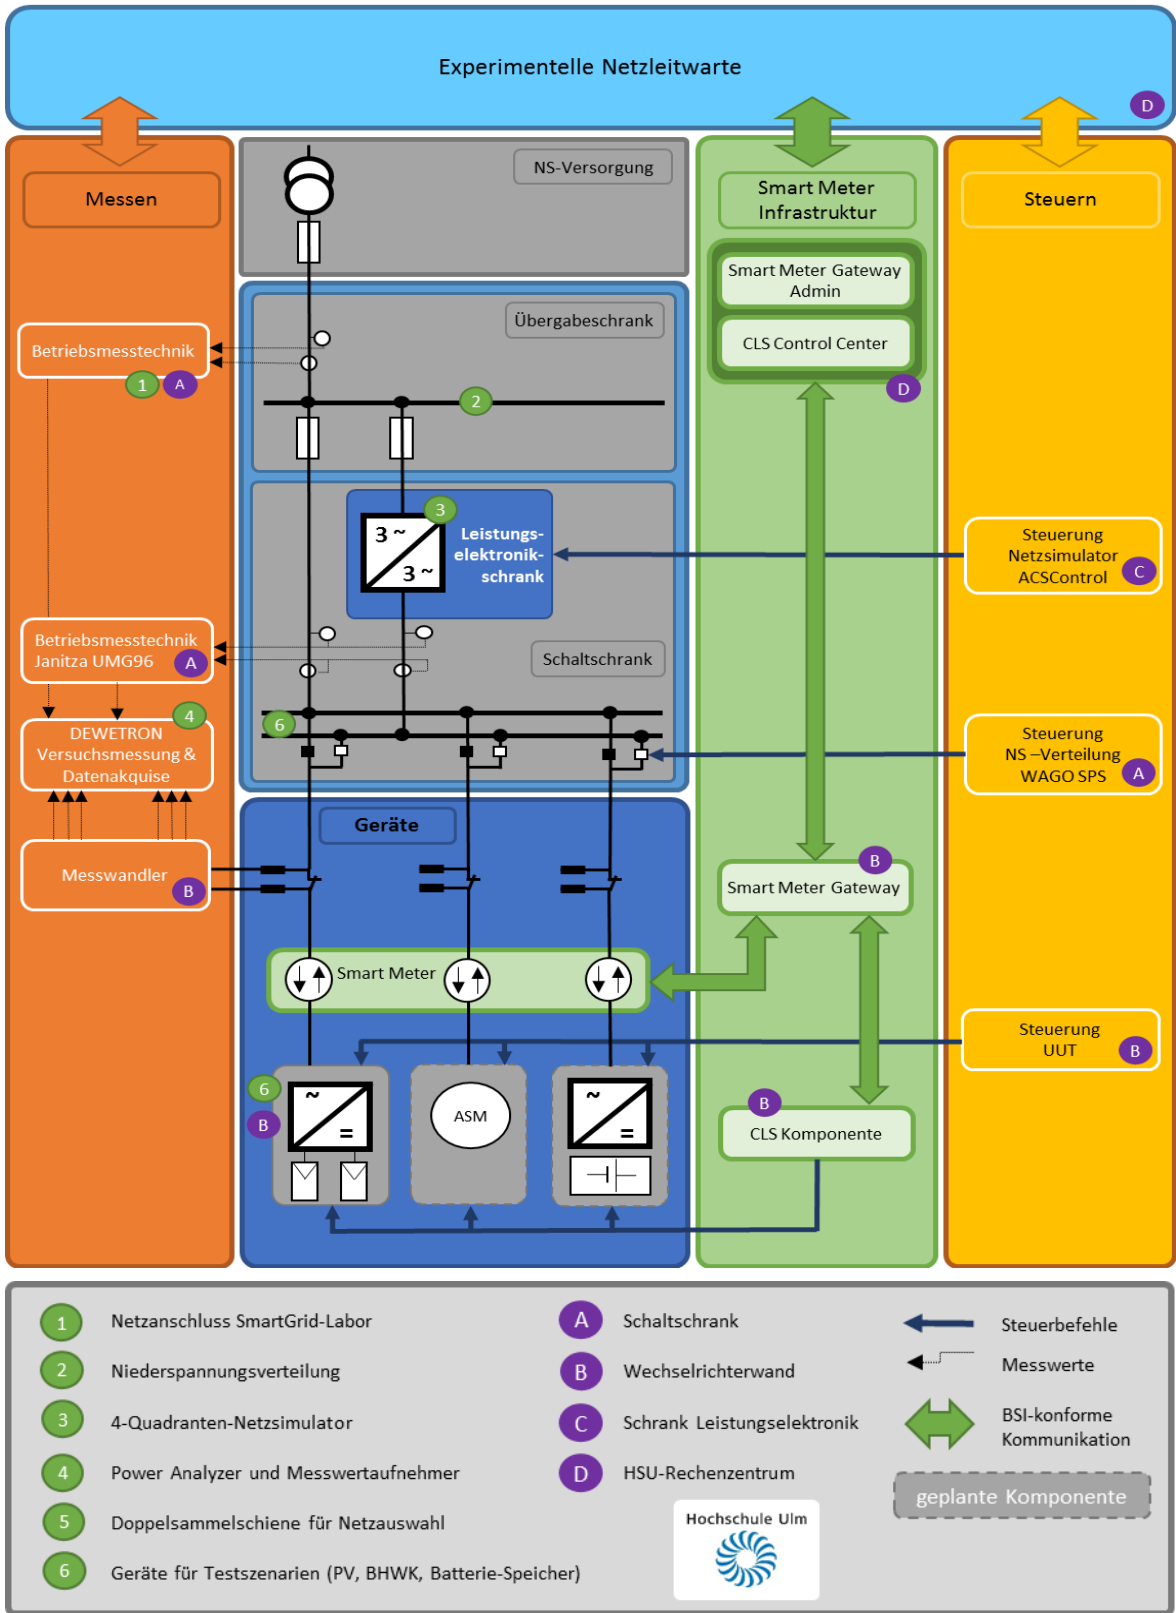 Experimentelle Netzleitwarte
D
Messen
NS-Versorgung
Smart Meter
Infrastruktur
Steuern
Smart Meter Gateway
Admin
CLS Control Center
D
Übergabeschrank
Betriebsmesstechnik
1
A
2
3
3 ~
3 ~
Leistungs-
elektronik-
schrank
Steuerung
Netzsimulator
ACSControl
C
Betriebsmesstechnik
Janitza UMG96
A
Schaltschrank
4
DEWETRON
Versuchsmessung &
Datenakquise
6
Steuerung
NS –Verteilung
WAGO SPS
A
Geräte
Messwandler
B
B
Smart Meter Gateway
Smart Meter
Steuerung
UUT
B
6
B
~
=
ASM
~
=
B
CLS Komponente
1
Netzanschluss SmartGrid-Labor
2
Niederspannungsverteilung
3
4-Quadranten-Netzsimulator
4
Power Analyzer und Messwertaufnehmer
5
Doppelsammelschiene für Netzauswahl
6
Geräte für Testszenarien (PV, BHWK, Batterie-Speicher)
A
Schaltschrank
B
Wechselrichterwand
C
Schrank Leistungselektronik
D
HSU-Rechenzentrum
Hochschule Ulm
Steuerbefehle
Messwerte
BSI-konforme
Kommunikation
geplante Komponente